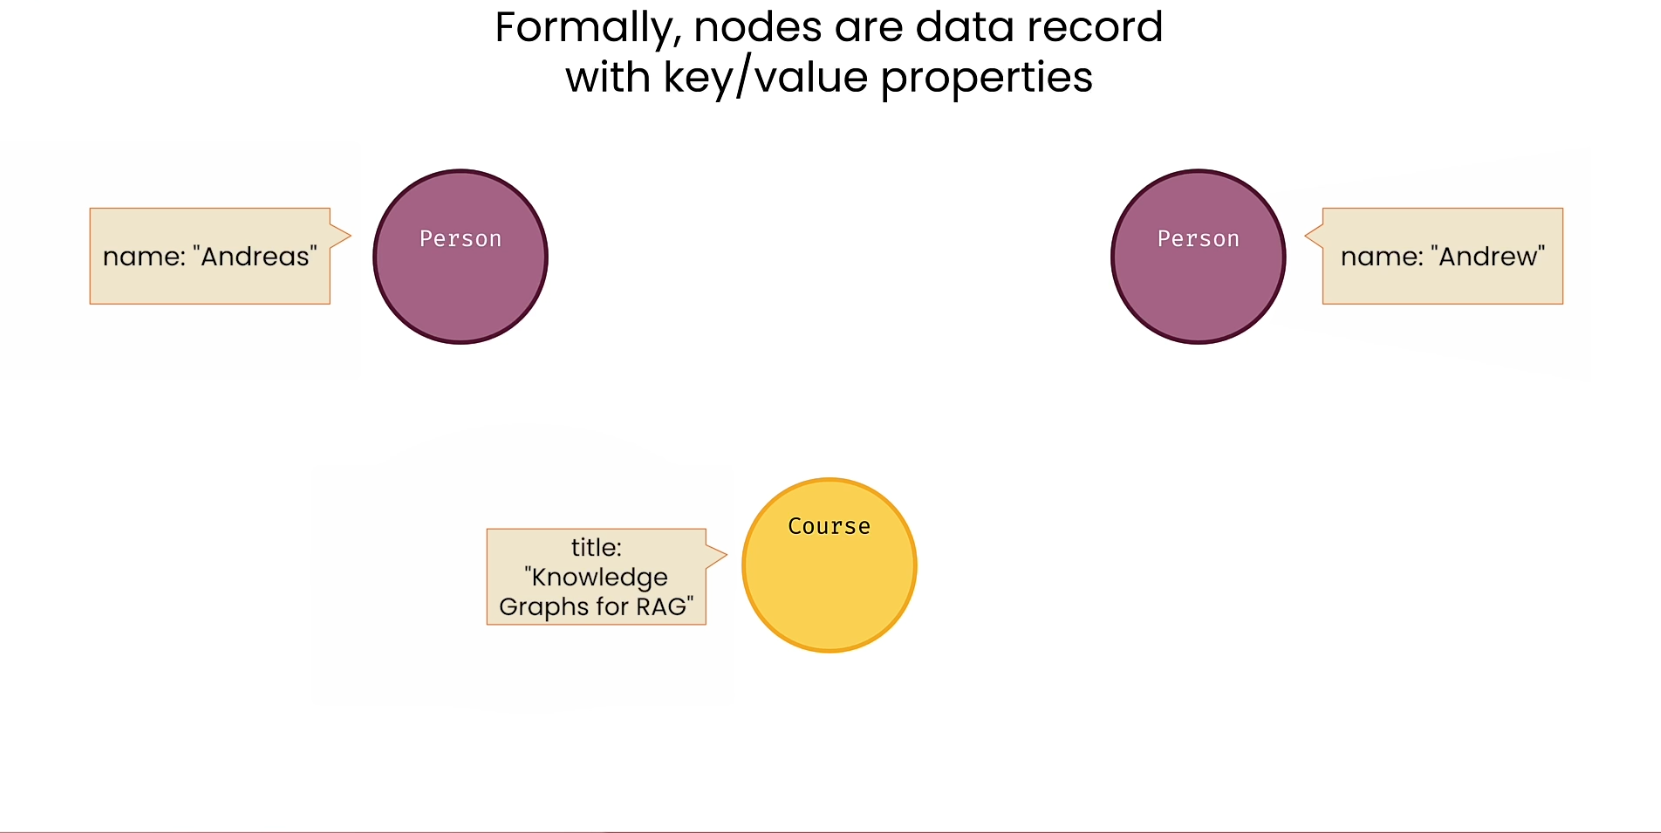 Formally, nodes are data record
with key/value properties
name: "Andreas"
Person
Person
name: "Andrew"
Course
title:
"Knowledge
Graphs for RAG"